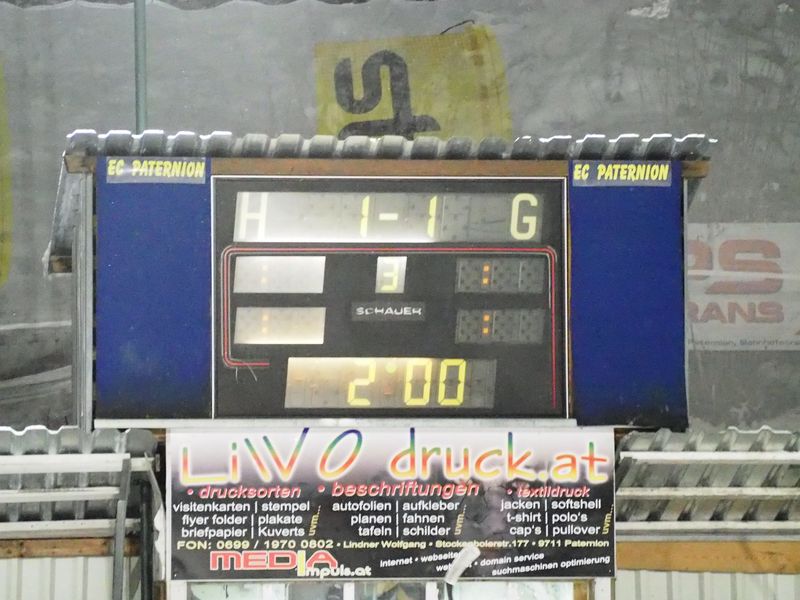 EC PATERNION
EC PATERNION
H 1-1 G
3
SCHAUER
2:00
PS
RANS
LiWO druck.at
• drucksorten • beschriftungen • textildruck
visitenkarten | stempel autofolien | aufkleber jacken | softshell
flyer folder | plakate planen | fahnen t-shirt | polo's
briefpapier | Kuverts tafeln | schilder cap's | pullover
FON: 0699 / 1970 0802 • Lindner Wolfgang • Stockenboierstr.177 • 9711 Paternion
MEDIA
impuls.at
internet • webseiten
• domain service
suchmaschinen optimierung